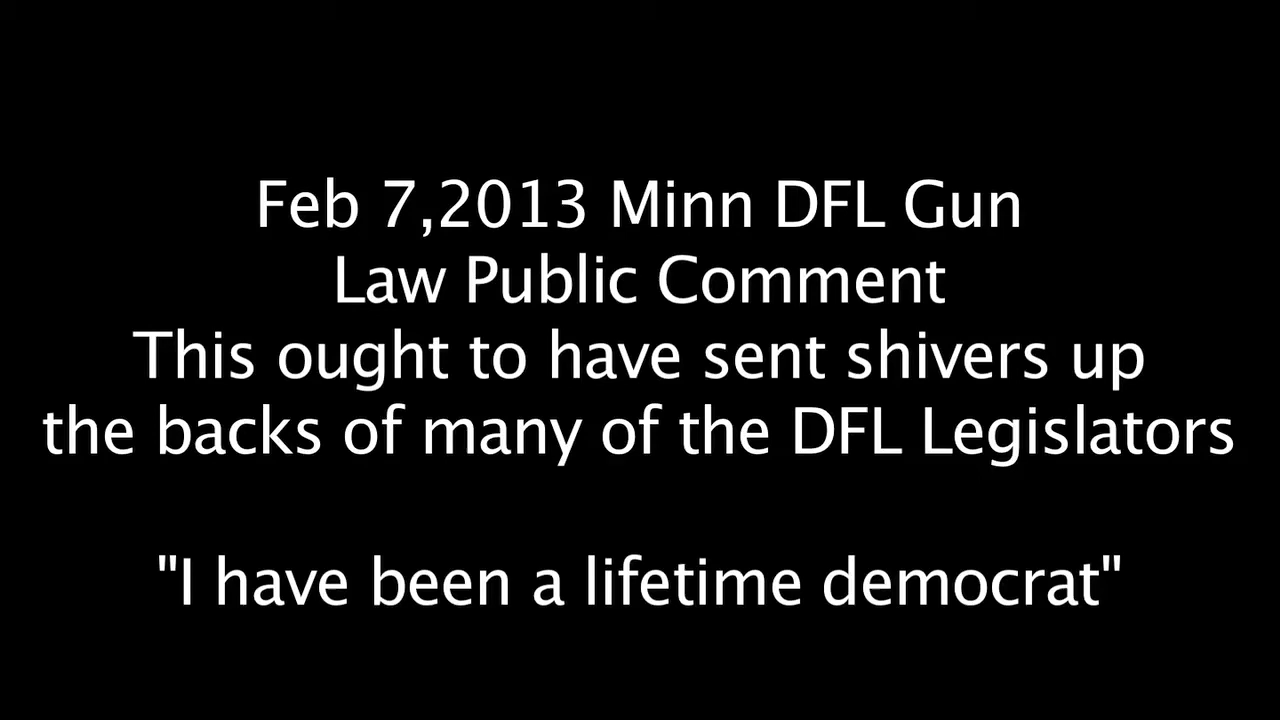 Feb 7,2013 Minn DFL Gun
Law Public Comment
This ought to have sent shivers up
the backs of many of the DFL Legislators
"I have been a lifetime democrat"